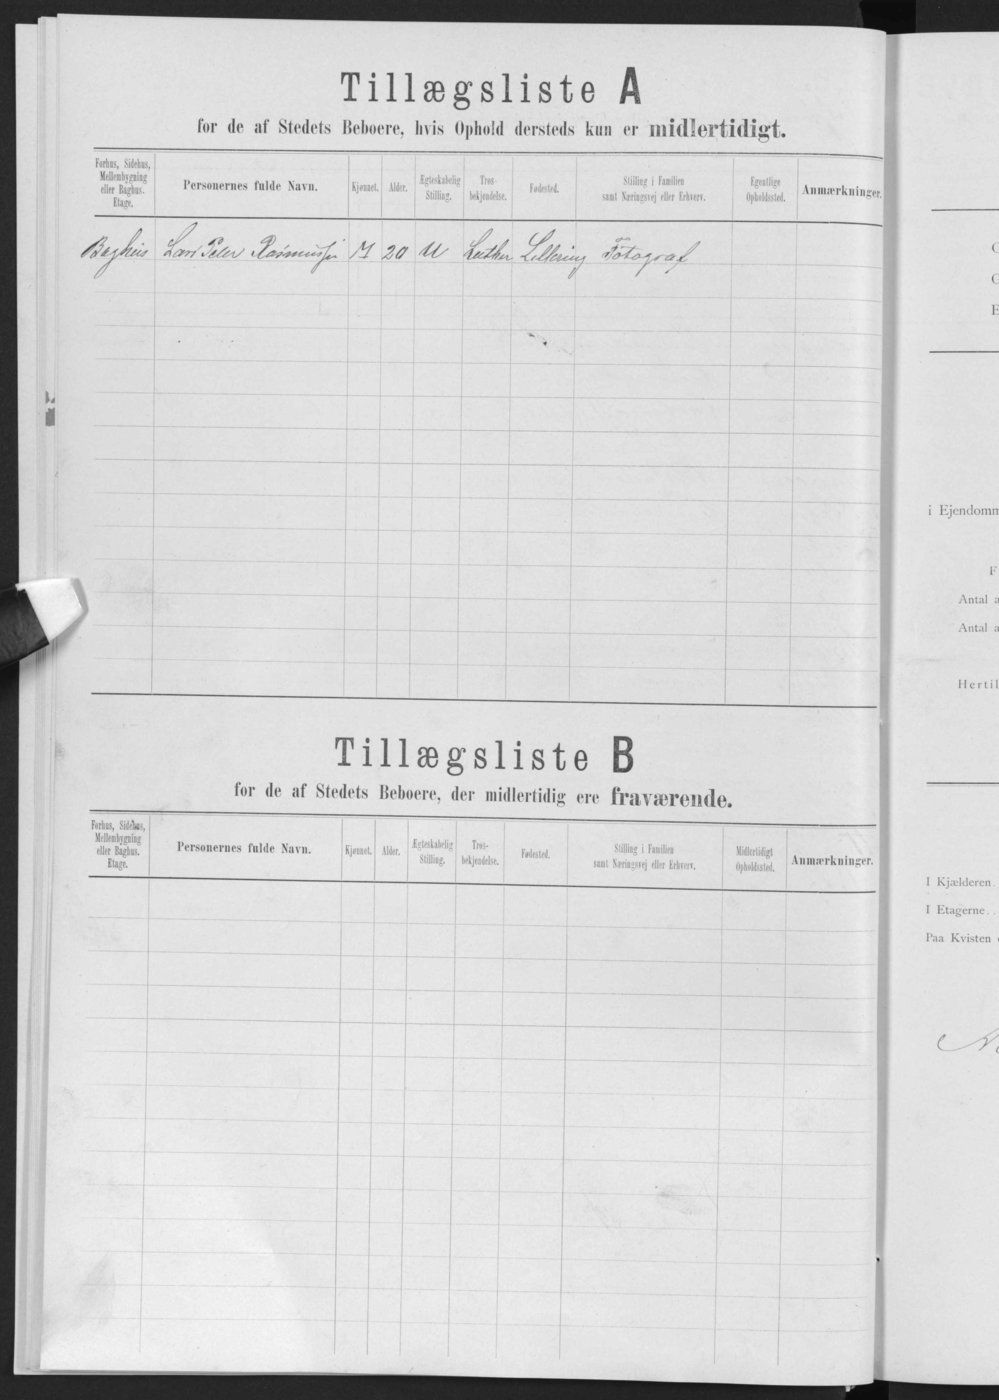 Tillægsliste A
for de af Stedets Beboere, hvis Ophold dersteds kun er midlertidigt.
Forhus, Sidehus, Mellembygning eller Baghus. Etage. Personernes fulde Navn. Kjønnet. Alder. Ægteskabelig Stilling. Trosbekjendelse. Fødested. Stilling i Familien samt Næringsvej eller Erhverv. Egentlige Opholdssted. Anmærkninger.
Baghus Lars Peter Rasmussen M 20 U Luther Lillering Fotograf
Tillægsliste B
for de af Stedets Beboere, der midlertidig ere fraværende.
Forhus, Sidehus, Mellembygning eller Baghus. Etage. Personernes fulde Navn. Kjønnet. Alder. Ægteskabelig Stilling. Trosbekjendelse. Fødested. Stilling i Familien samt Næringsvej eller Erhverv. Midlertidigt Opholdssted. Anmærkninger.
i Ejendomm
F
Antal a
Antal a
Hertil
I Kjælderen.
I Etagerne..
Paa Kvisten